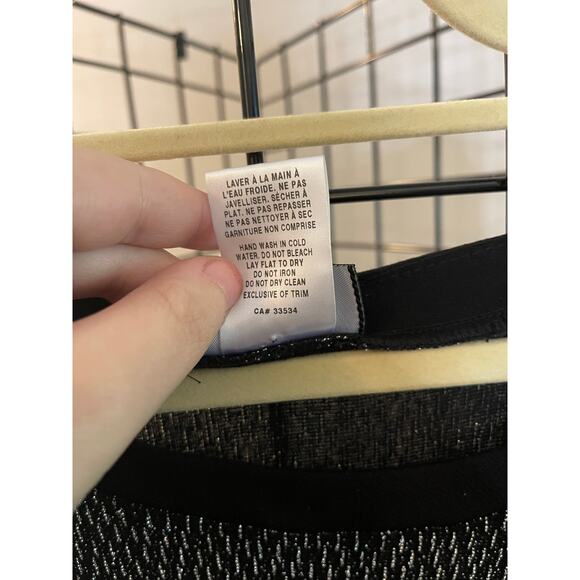 LAVER À LA MAIN À
L'EAU FROIDE. NE PAS
JAVELLISER. SÉCHER À
PLAT. NE PAS REPASSER
NE PAS NETTOYER À SEC
GARNITURE NON COMPRISE
HAND WASH IN COLD
WATER. DO NOT BLEACH
LAY FLAT TO DRY
DO NOT IRON
DO NOT DRY CLEAN
EXCLUSIVE OF TRIM
CA# 33534